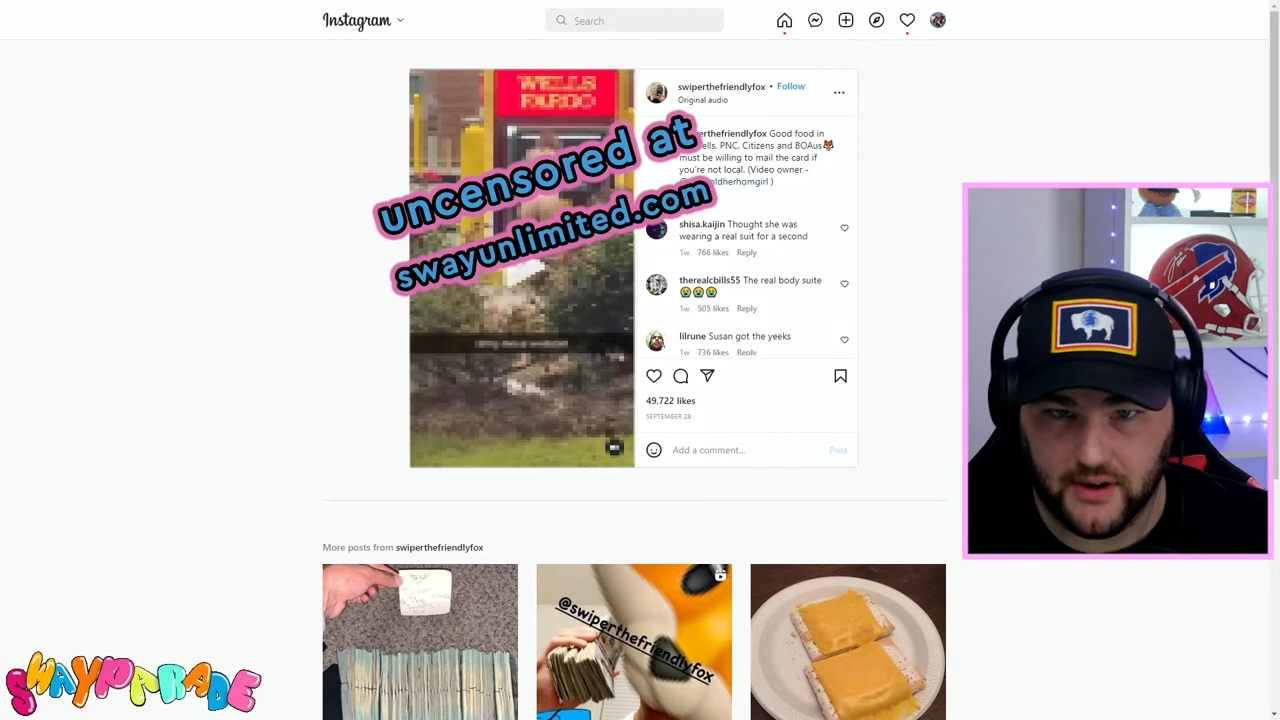 Instagram
Search
WELLS
FARGO
uncensored at
swayunlimited.com
swiperthefriendlyfox • Follow
Original audio
perthefriendlyfox Good food in
ells, PNC, Citizens and BOAus🦊
must be willing to mail the card if
you're not local. (Video owner -
oldherhomgirl )
shisa.kaijin Thought she was
wearing a real suit for a second
1w 766 likes Reply
therealcbills55 The real body suite
😭😭😭
1w 505 likes Reply
lilrune Susan got the yeeks
1w 736 likes Reply
49,722 likes
SEPTEMBER 28
Add a comment... Post
More posts from swiperthefriendlyfox
@swiperthefriendlyfox
SWAYPARADE